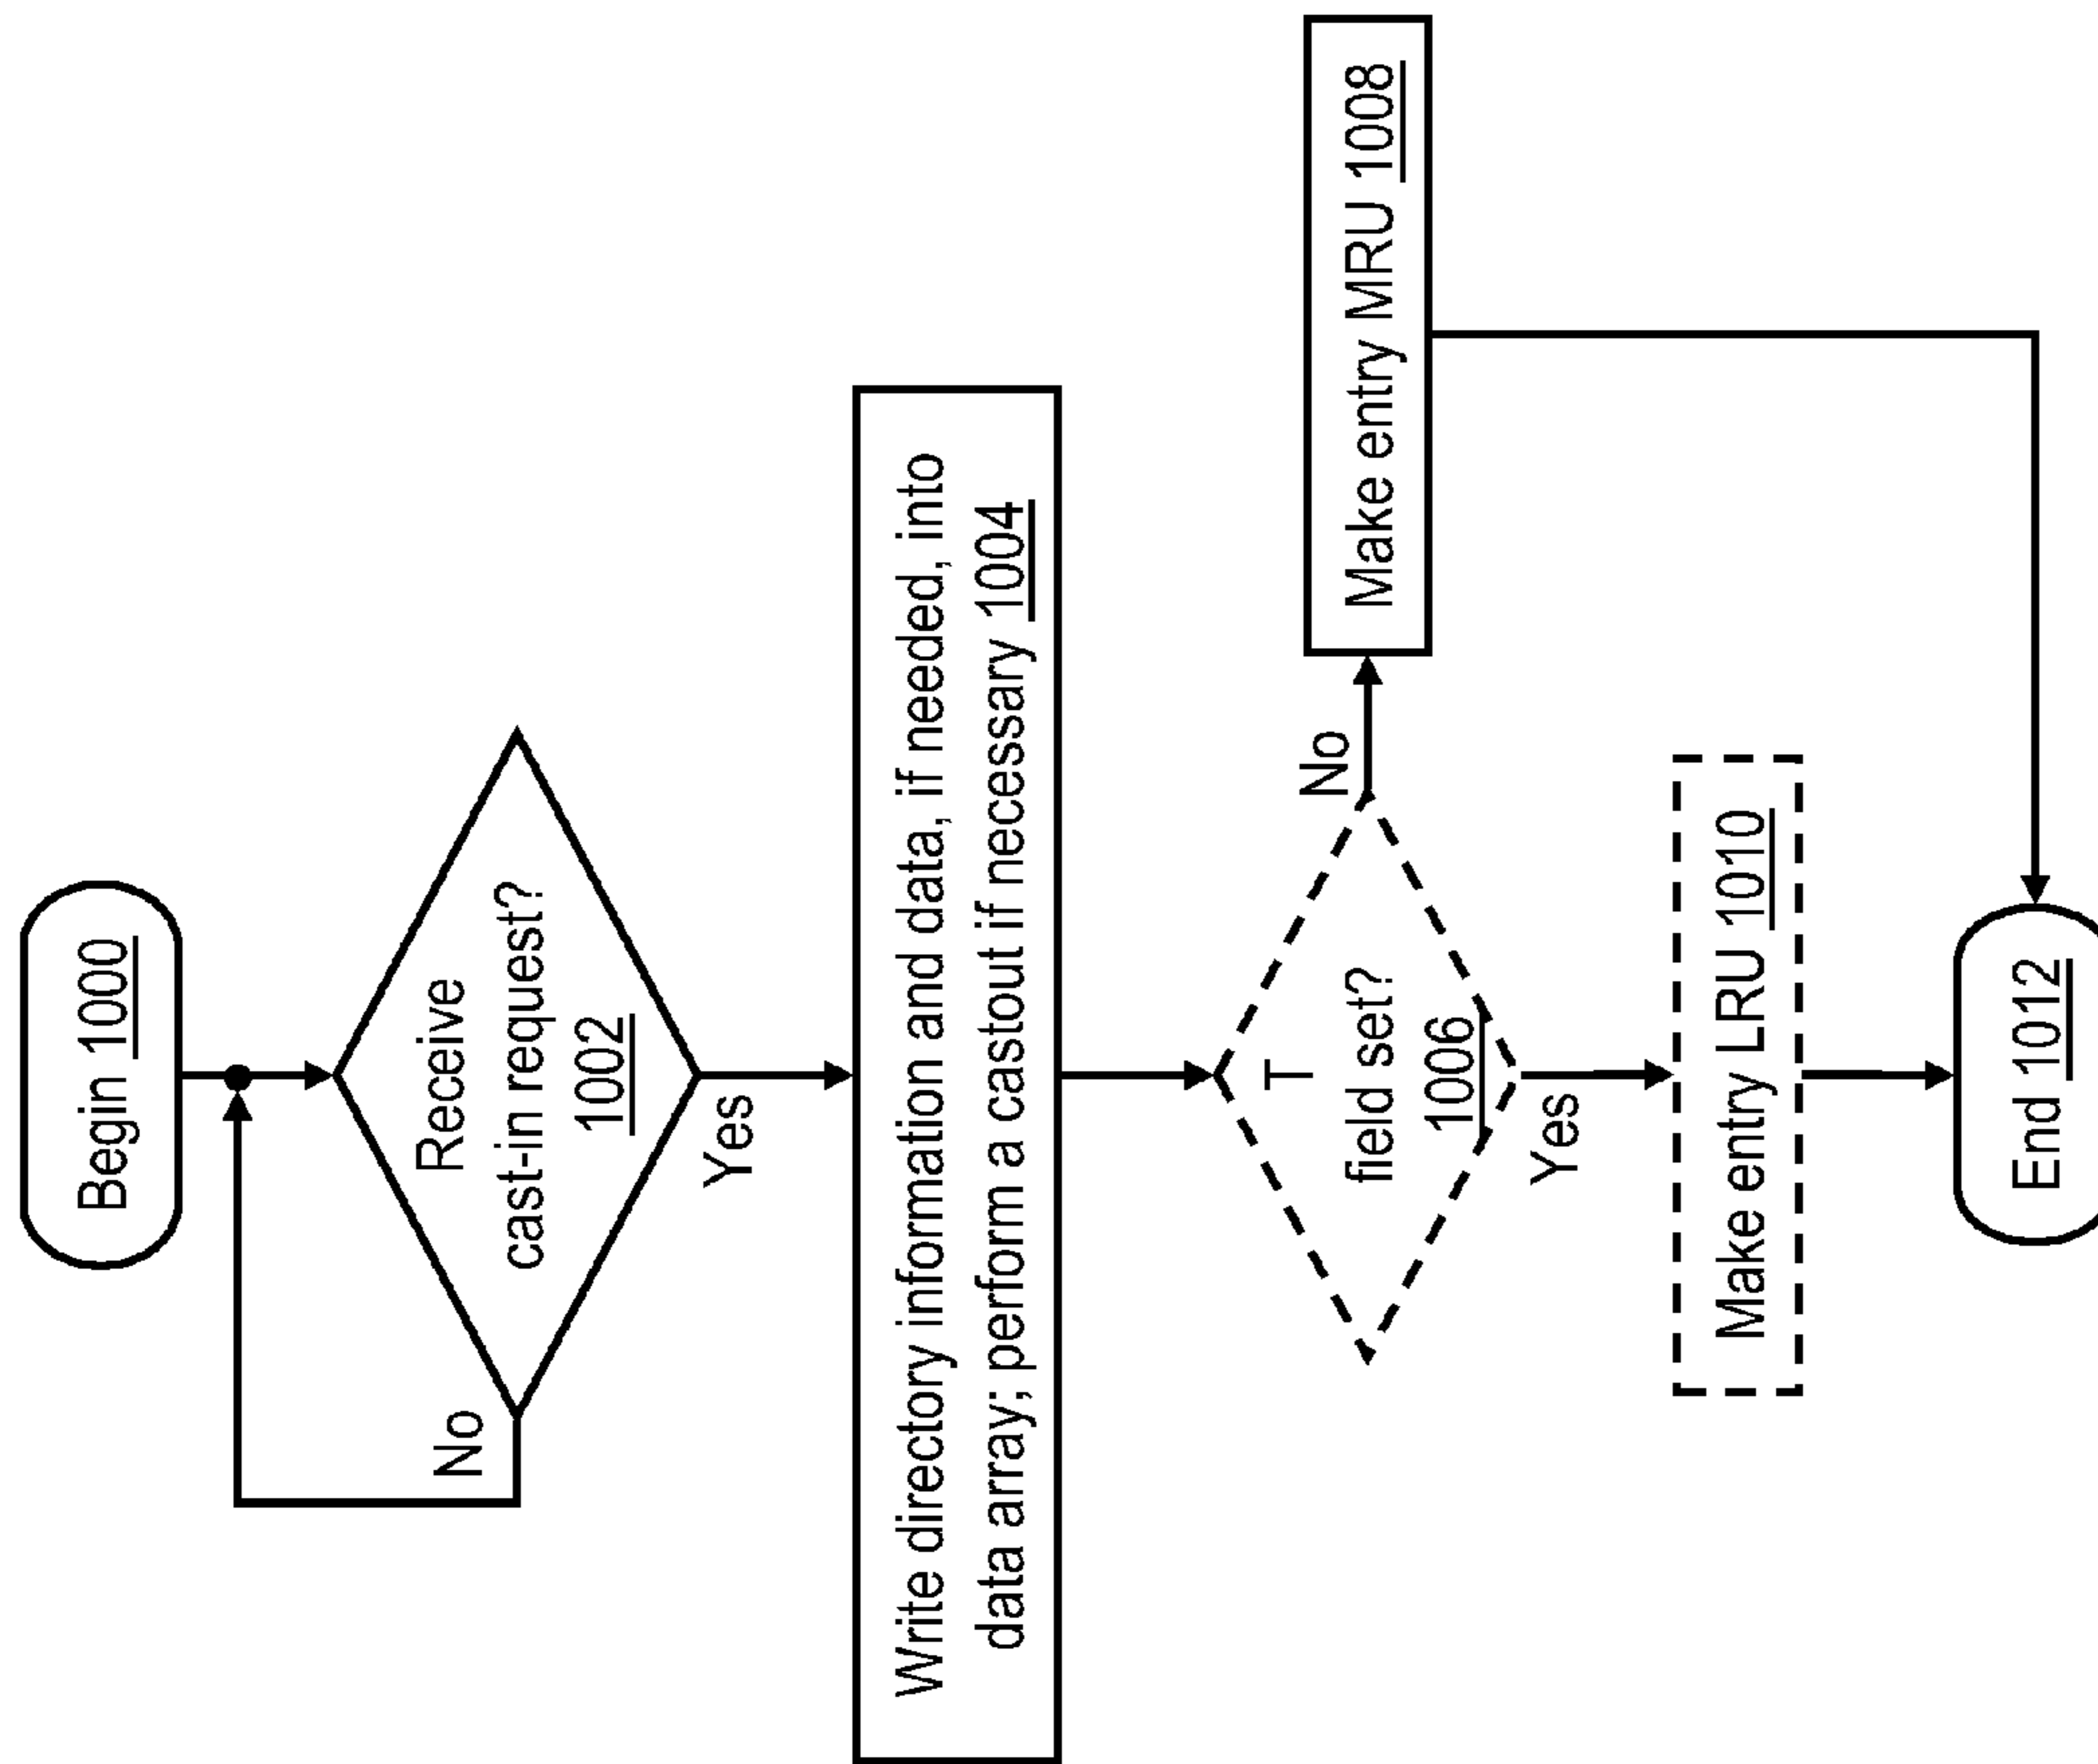 Begin 1000
Receive
cast-in request?
1002
No
Yes
Write directory information and data, if needed, into
data array; perform a castout if necessary 1004
T
field set?
1006
No
Make entry MRU 1008
Yes
Make entry LRU 1010
End 1012